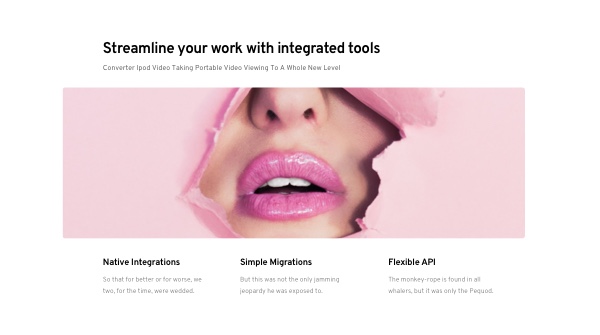 Streamline your work with integrated tools
Converter Ipod Video Taking Portable Video Viewing To A Whole New Level
Native Integrations
So that for better or for worse, we
two, for the time, were wedded.
Simple Migrations
But this was not the only jamming
jeopardy he was exposed to.
Flexible API
The monkey-rope is found in all
whalers, but it was only the Pequod.